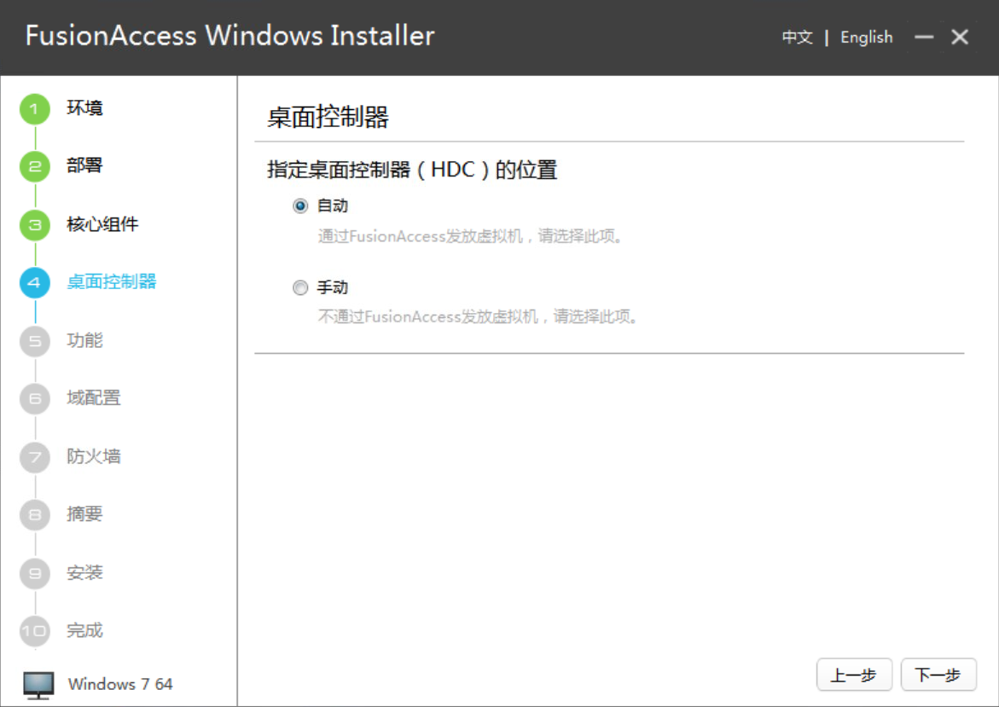 FusionAccess Windows Installer
中文 | English
1 环境
2 部署
3 核心组件
4 桌面控制器
5 功能
6 域配置
7 防火墙
8 摘要
9 安装
10 完成
Windows 7 64
桌面控制器
指定桌面控制器(HDC)的位置
自动
通过FusionAccess发放虚拟机,请选择此项。
手动
不通过FusionAccess发放虚拟机,请选择此项。
上一步 下一步